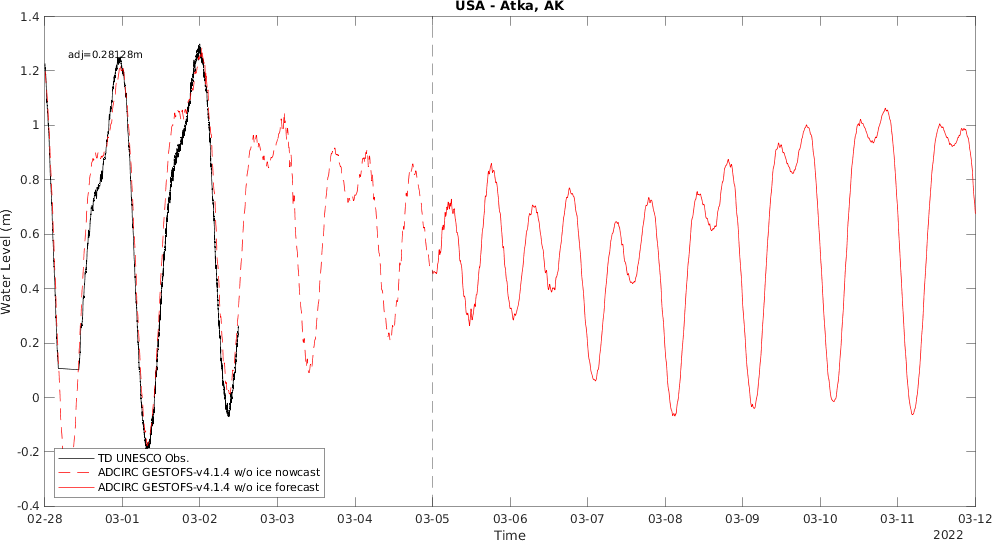 USA - Atka, AK
adj=0.28128m
1.4
1.2
1
0.8
0.6
0.4
0.2
0
-0.2
-0.4
Water Level (m)
TD UNESCO Obs.
ADCIRC GESTOFS-v4.1.4 w/o ice nowcast
ADCIRC GESTOFS-v4.1.4 w/o ice forecast
02-28 03-01 03-02 03-03 03-04 03-05 03-06 03-07 03-08 03-09 03-10 03-11 03-12
Time
2022